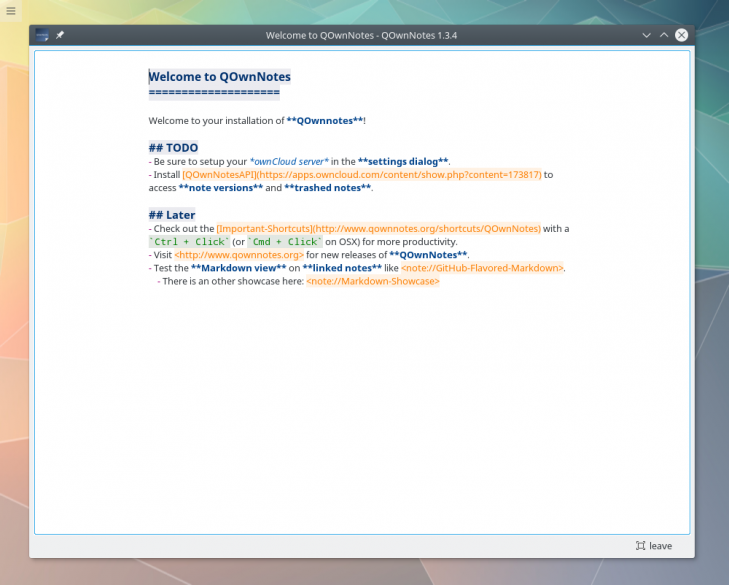 Welcome to QOwnNotes - QOwnNotes 1.3.4
Welcome to QOwnNotes
====================
Welcome to your installation of **QOwnnotes**!
## TODO
- Be sure to setup your *ownCloud server* in the **settings dialog**.
- Install [QOwnNotesAPI](https://apps.owncloud.com/content/show.php?content=173817) to
access **note versions** and **trashed notes**.
## Later
- Check out the [Important-Shortcuts](http://www.qownnotes.org/shortcuts/QOwnNotes) with a
`Ctrl + Click` (or `Cmd + Click` on OSX) for more productivity.
- Visit <http://www.qownnotes.org> for new releases of **QOwnNotes**.
- Test the **Markdown view** on **linked notes** like <note://GitHub-Flavored-Markdown>.
- There is an other showcase here: <note://Markdown-Showcase>
leave